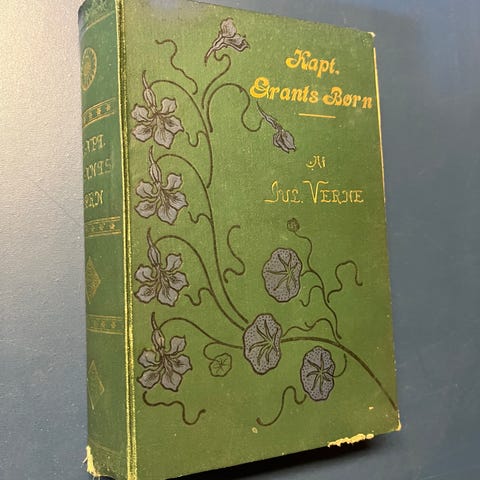 Kapt.
Grants Børn
Af
JUL. VERNE